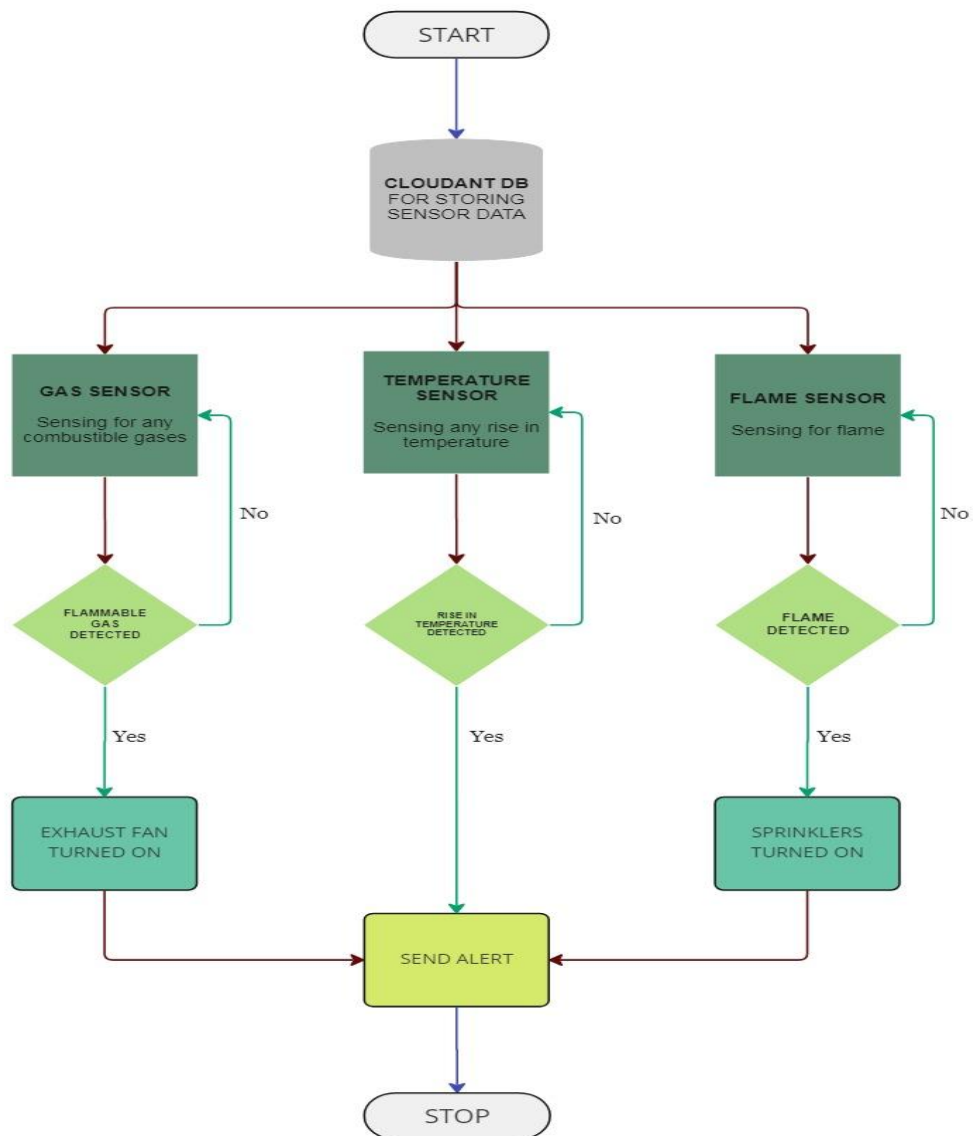 START
CLOUDANT DB
FOR STORING
SENSOR DATA
GAS SENSOR
Sensing for any
combustible gases
TEMPERATURE
SENSOR
Sensing any rise in
temperature
FLAME SENSOR
Sensing for flame
No
No
No
FLAMMABLE
GAS
DETECTED
RISE IN
TEMPERATURE
DETECTED
FLAME
DETECTED
Yes
Yes
Yes
EXHAUST FAN
TURNED ON
SPRINKLERS
TURNED ON
SEND ALERT
STOP